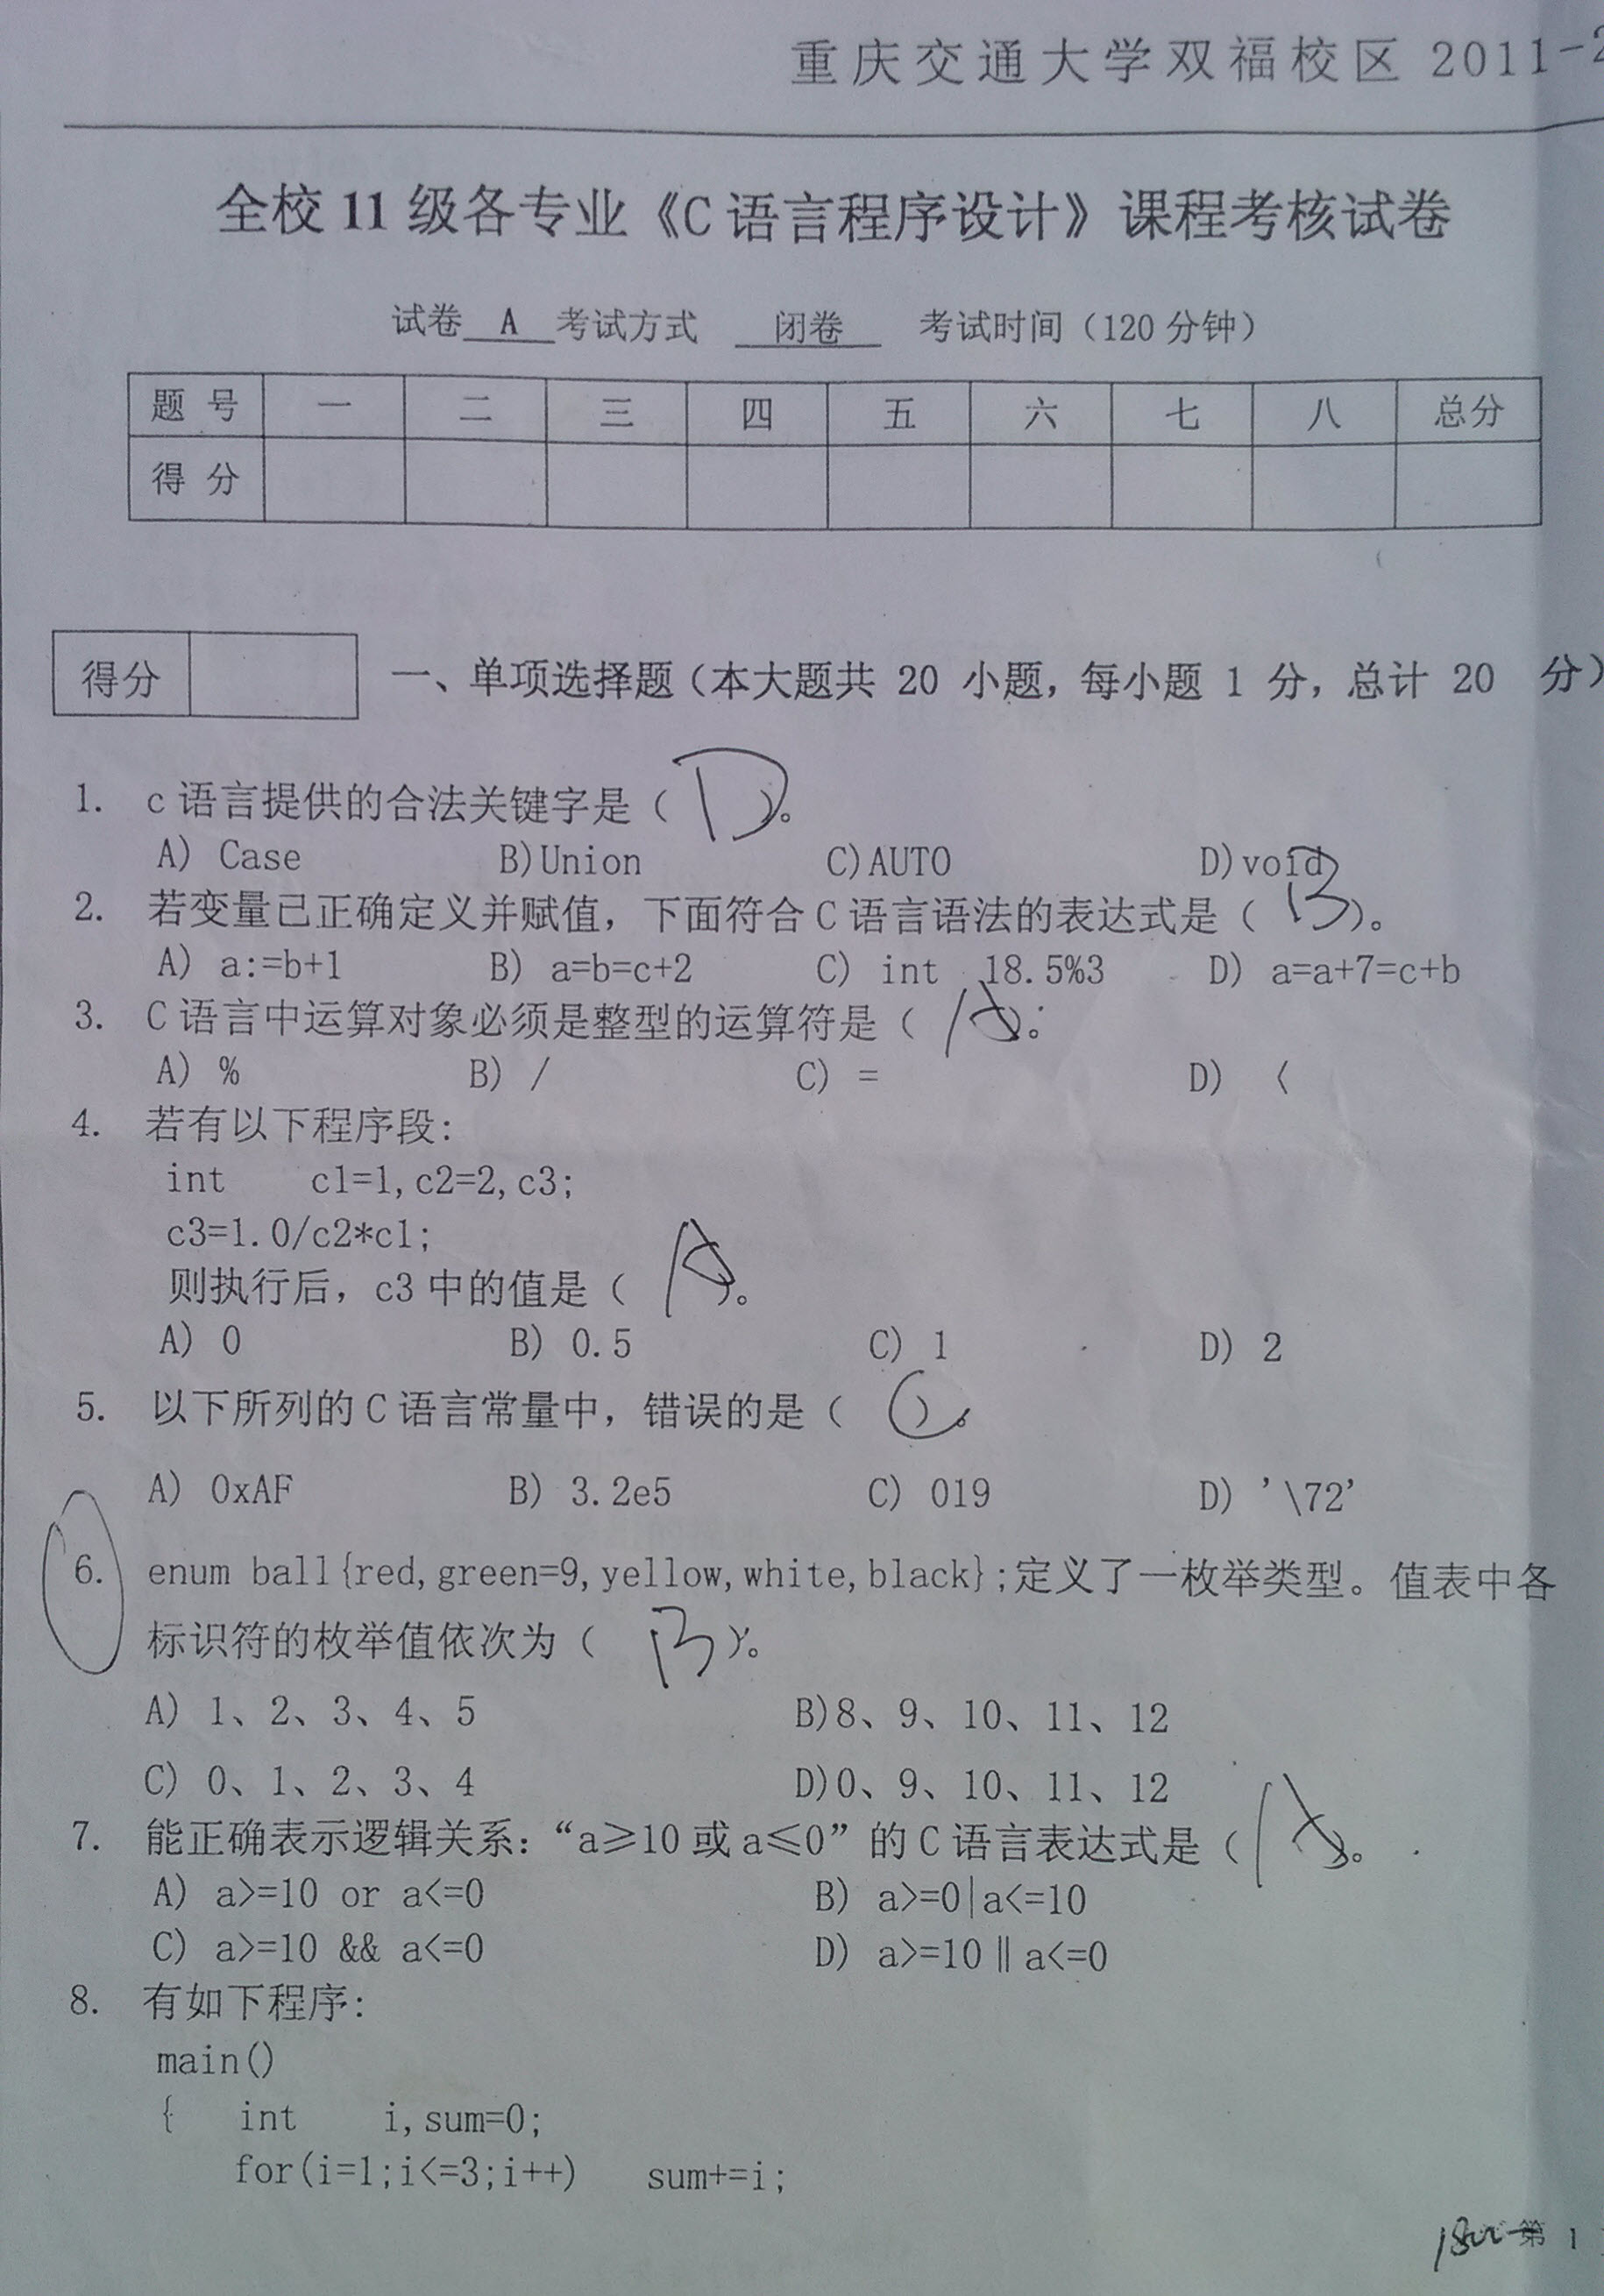 重庆交通大学双福校区 2011-2
全校 11 级各专业《C 语言程序设计》课程考核试卷
试卷 A 考试方式 闭卷 考试时间（120 分钟）
题 号 一 二 三 四 五 六 七 八 总分
得 分
得分
一、单项选择题（本大题共 20 小题，每小题 1 分，总计 20 分）
1. c 语言提供的合法关键字是（ D ）。
A) Case B)Union C)AUTO D)void
2. 若变量已正确定义并赋值，下面符合 C 语言语法的表达式是（ B ）。
A) a:=b+1 B) a=b=c+2 C) int 18.5%3 D) a=a+7=c+b
3. C 语言中运算对象必须是整型的运算符是（ A ）。
A) % B) / C) = D) 〈
4. 若有以下程序段：
int c1=1,c2=2,c3;
c3=1.0/c2*c1;
则执行后，c3 中的值是（ A ）。
A) 0 B) 0.5 C) 1 D) 2
5. 以下所列的 C 语言常量中，错误的是（ C ）。
A) 0xAF B) 3.2e5 C) 019 D) '\72'
6. enum ball{red,green=9,yellow,white,black};定义了一枚举类型。值表中各
标识符的枚举值依次为（ B ）。
A) 1、2、3、4、5 B)8、9、10、11、12
C) 0、1、2、3、4 D)0、9、10、11、12
7. 能正确表示逻辑关系：“a≥10 或 a≤0”的 C 语言表达式是（ A ）。
A) a>=10 or a<=0 B) a>=0|a<=10
C) a>=10 && a<=0 D) a>=10‖a<=0
8. 有如下程序：
main()
{ int i,sum=0;
for(i=1;i<=3;i++) sum+=i;
第 1